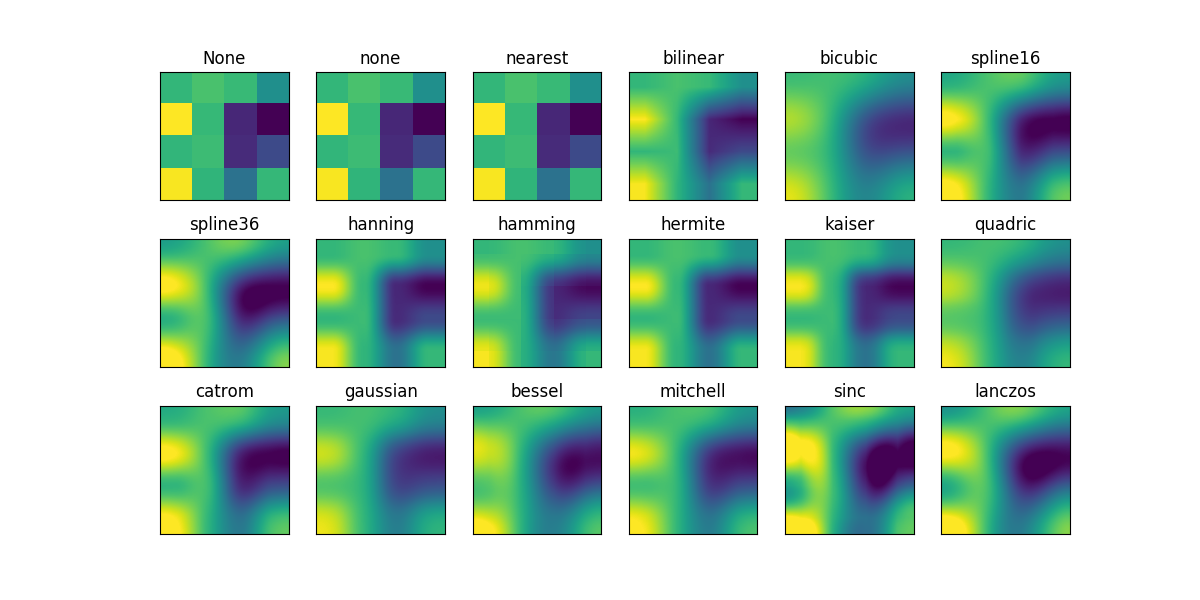 None none nearest bilinear bicubic spline16
spline36 hanning hamming hermite kaiser quadric
catrom gaussian bessel mitchell sinc lanczos